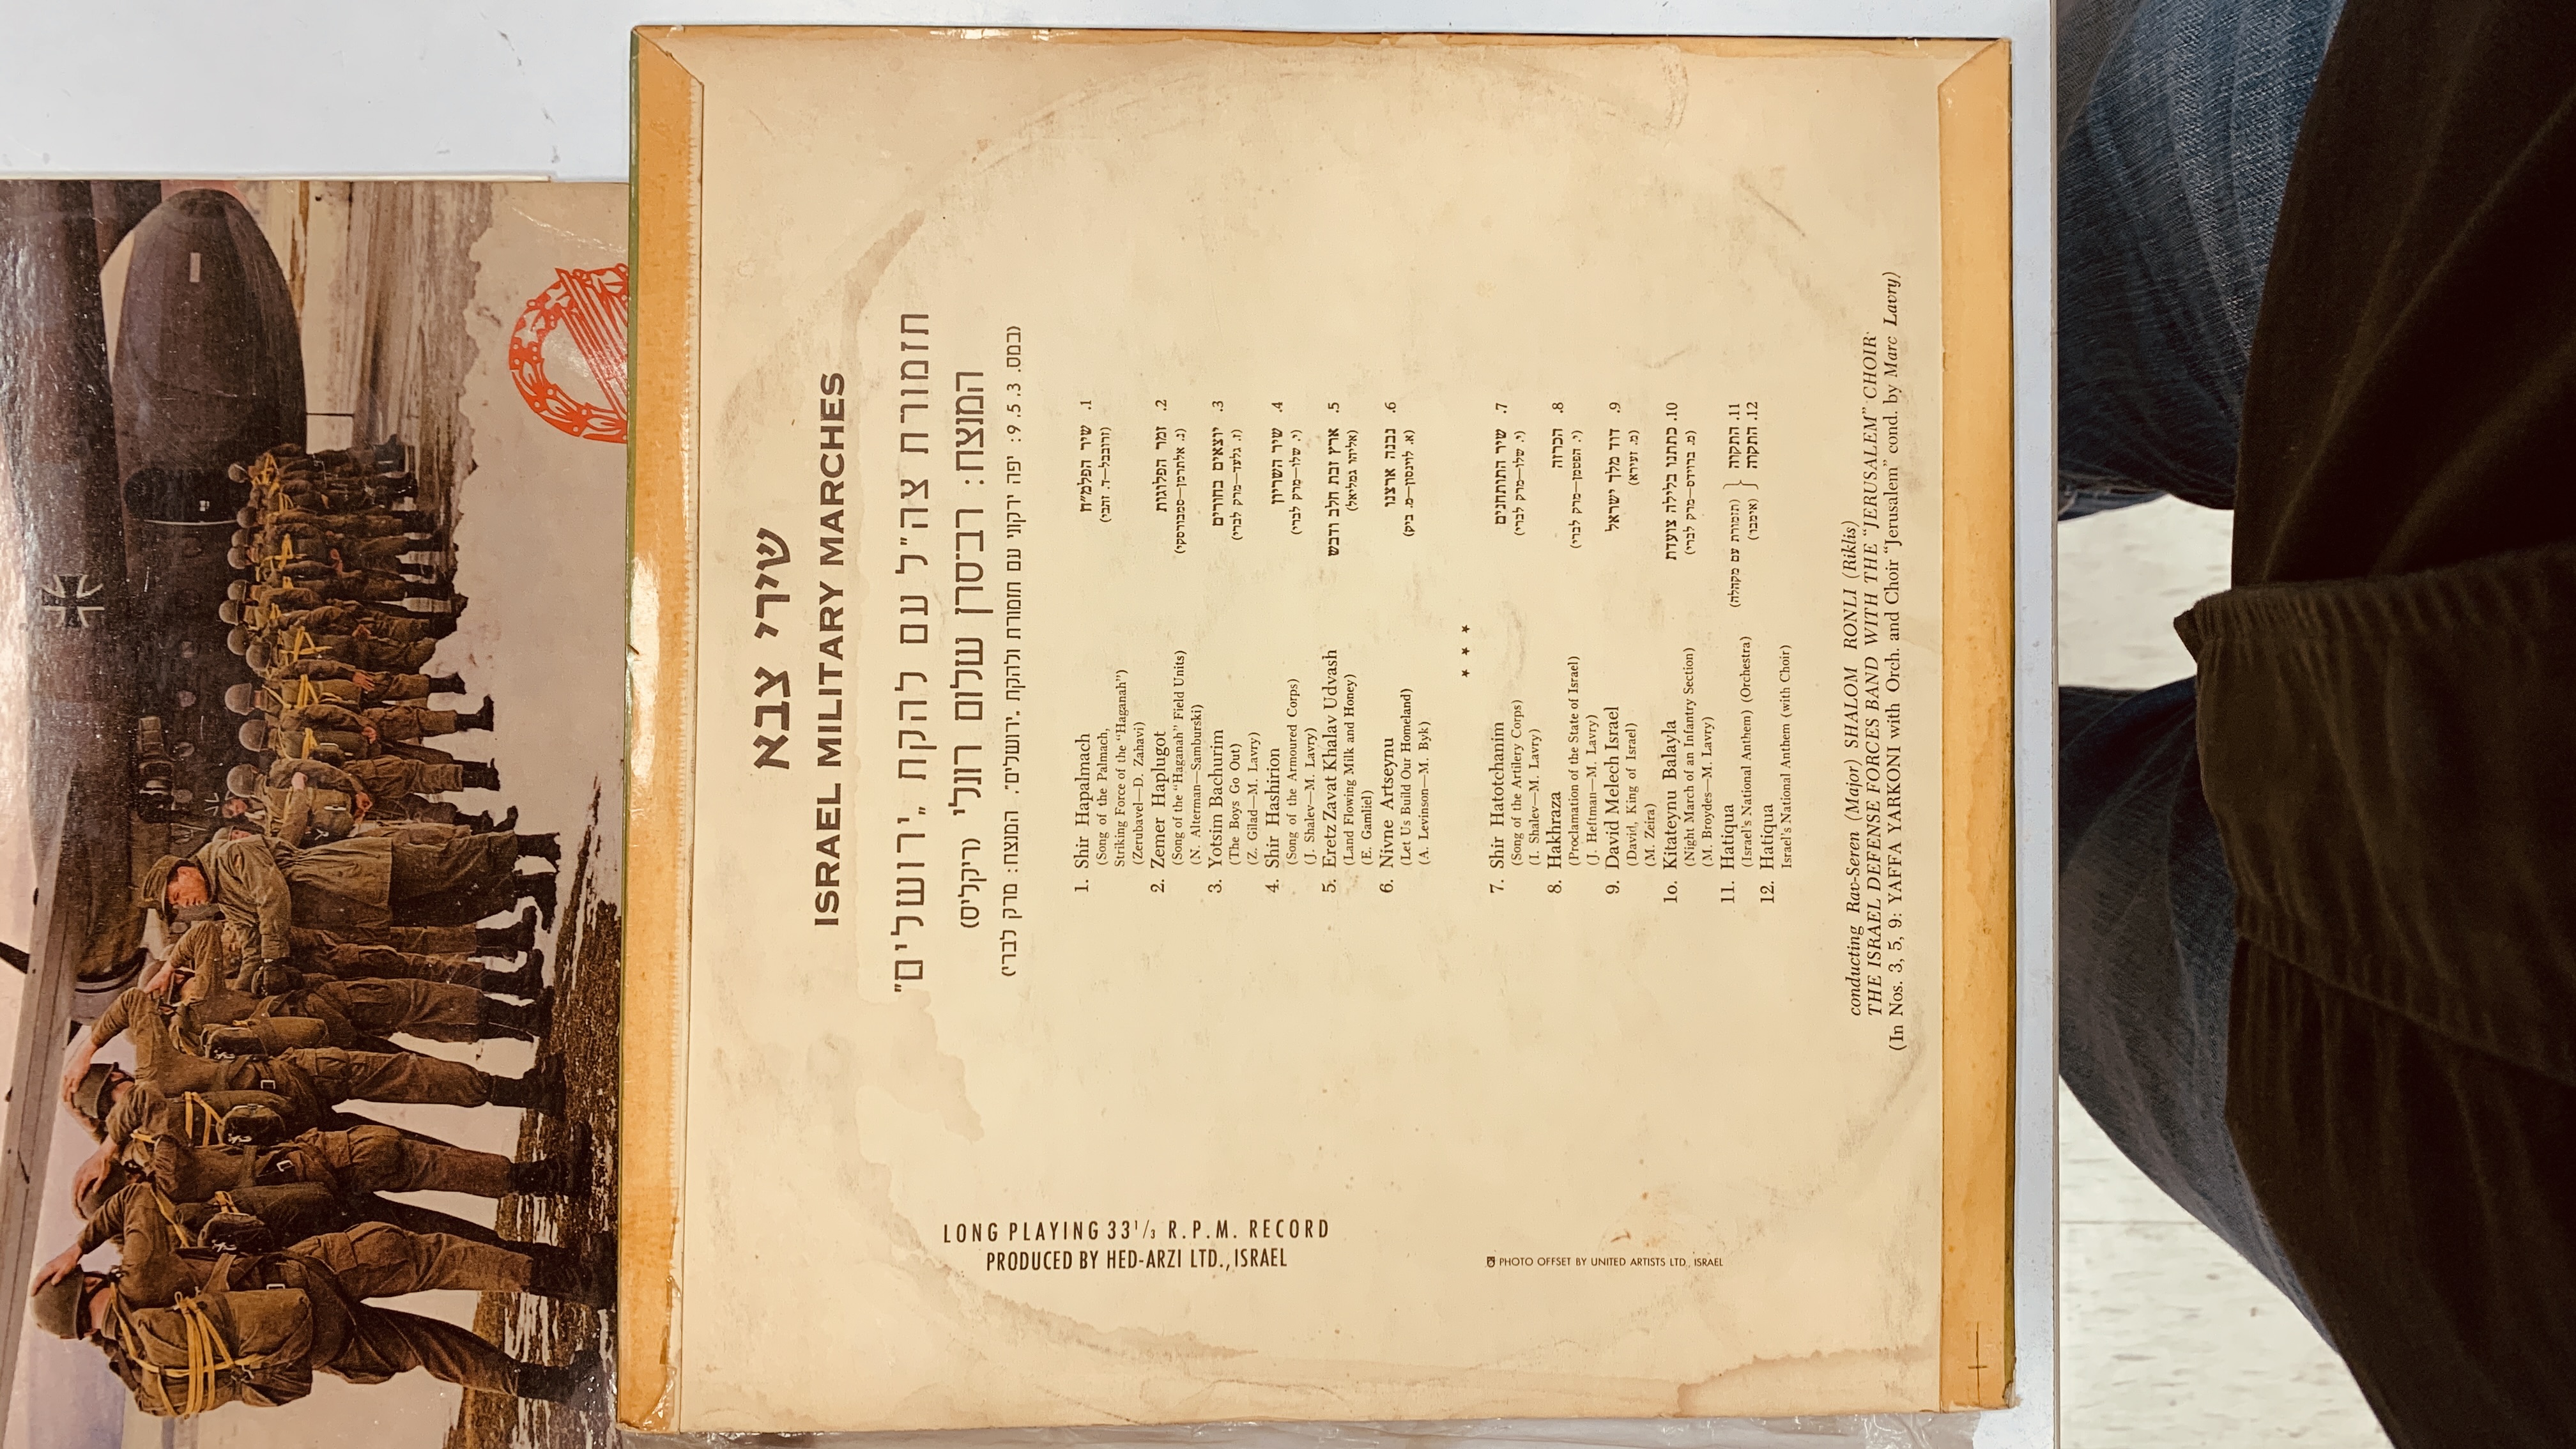 שירי צבא
ISRAEL MILITARY MARCHES
תזמורת צה"ל עם להקת „ירושלים"
המנצח: רב־סרן שלום רונלי (ריקליס)
(במס. 3, 5, 9: יפה ירקוני עם תזמורת ולהקת „ירושלים". המנצח: מרק לברי)
1. Shir Hapalmach
(Song of the Palmach,
Striking Force of the "Haganah")
(Zerubavel—D. Zahavi)
2. Zemer Haplugot
(Song of the "Haganah" Field Units)
(N. Alterman—Samburski)
3. Yotsim Bachurim
(The Boys Go Out)
(Z. Gilad—M. Lavry)
4. Shir Hashirion
(Song of the Armoured Corps)
(J. Shalev—M. Lavry)
5. Eretz Zavat Khalav Udvash
(Land Flowing Milk and Honey)
(E. Gamliel)
6. Nivne Artseynu
(Let Us Build Our Homeland)
(A. Levinson—M. Byk)
1. שיר הפלמ"ח
(זרובבל—ד. זהבי)
2. זמר הפלוגות
(נ. אלתרמן—סמבורסקי)
3. יוצאים בחורים
(ז. גלעד—מרק לברי)
4. שיר השריון
(י. שלו—מרק לברי)
5. ארץ זבת חלב ודבש
(אליהו גמליאל)
6. נבנה ארצנו
(א. לוינסון—מ. ביק)
* * *
7. Shir Hatotchanim
(Song of the Artilery Corps)
(I. Shalev—M. Lavry)
8. Hakhraza
(Proclamation of the State of Israel)
(J. Heftman—M. Lavry)
9. David Melech Israel
(David, King of Israel)
(M. Zeira)
1o. Kitateynu Balayla
(Night March of an Infantry Section)
(M. Broydes—M. Lavry)
11. Hatiqua
(Israel's National Anthem) (Orchestra)
12. Hatiqua
Israel's National Anthem (with Choir)
7. שיר התותחנים
(י. שלו—מרק לברי)
8. הכרזה
(י. הפטמן—מרק לברי)
9. דוד מלך ישראל
(מ. זעירא)
10. כתתנו בלילה צועדת
(מ. ברוידס—מרק לברי)
11. התקוה
(תזמורת עם מקהלה)
12. התקוה
(אימבר)
conducting Rav-Seren (Major) SHALOM RONLI (Riklis)
THE ISRAEL DEFENSE FORCES BAND WITH THE "JERUSALEM" CHOIR
(In Nos. 3, 5, 9: YAFFA YARKONI with Orch. and Choir "Jerusalem" cond. by Marc Lavry)
LONG PLAYING 33 1/3 R.P.M. RECORD
PRODUCED BY HED-ARZI LTD., ISRAEL
PHOTO OFFSET BY UNITED ARTISTS LTD., ISRAEL